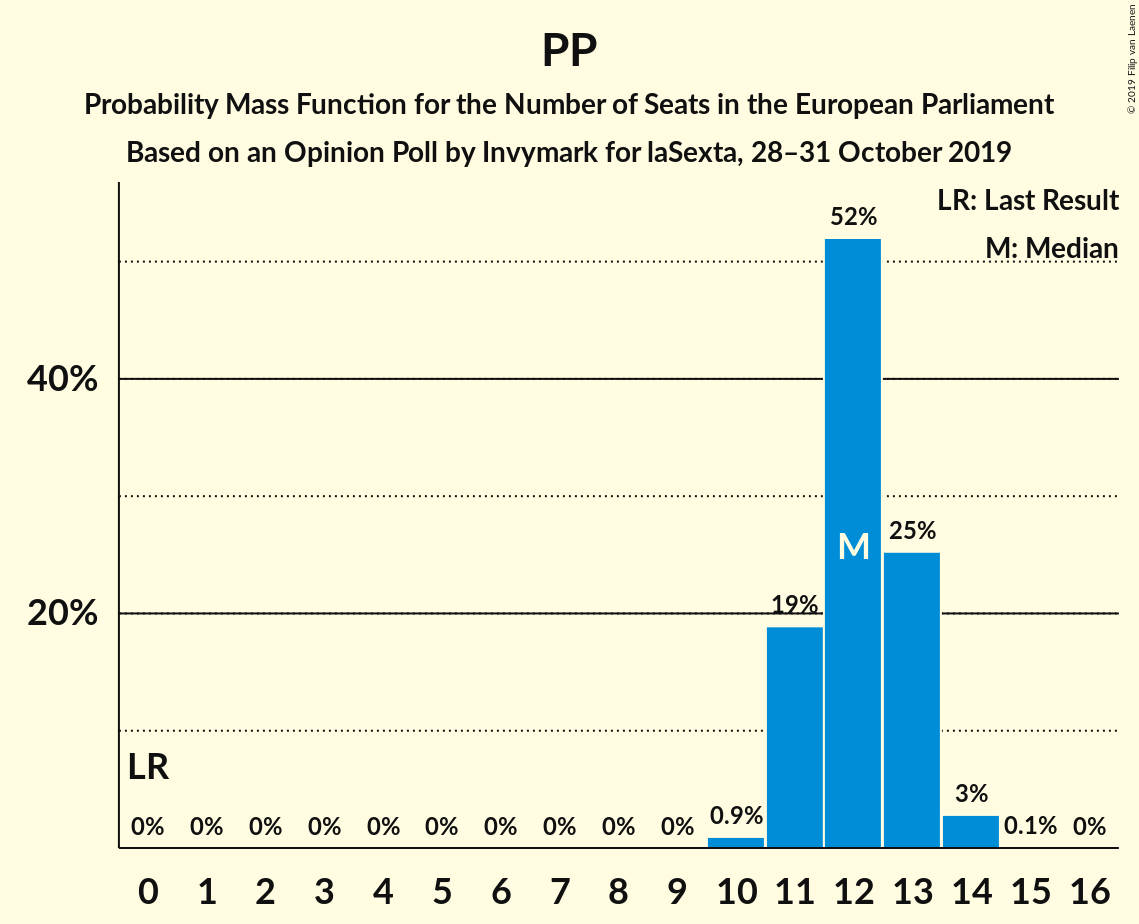 PP
Probability Mass Function for the Number of Seats in the European Parliament
Based on an Opinion Poll by Invymark for laSexta, 28–31 October 2019
© 2019 Filip van Laenen
LR: Last Result
M: Median
52%
40%
25%
M
20%
19%
LR
0% 0% 0% 0% 0% 0% 0% 0% 0% 0% 0.9% 3% 0.1% 0%
0 1 2 3 4 5 6 7 8 9 10 11 12 13 14 15 16